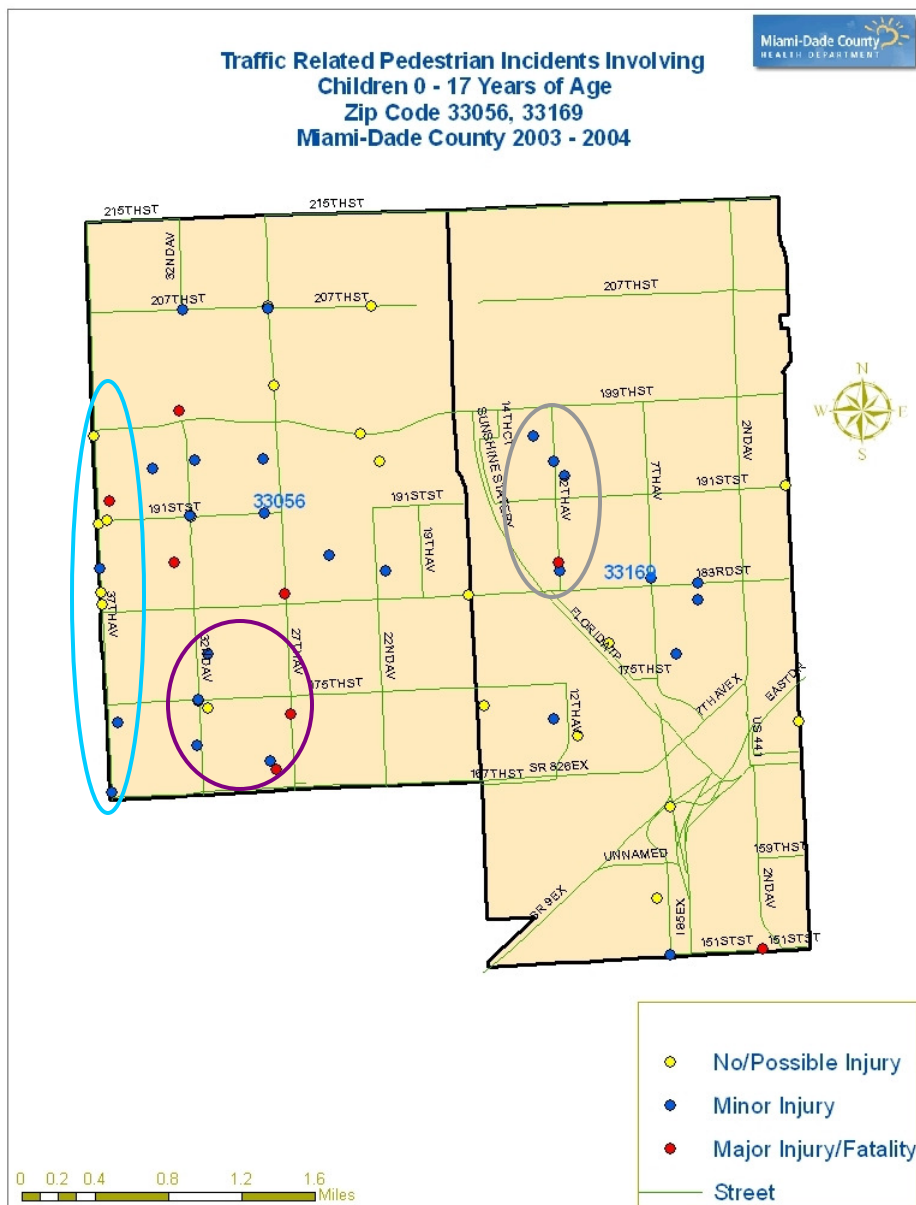 Miami-Dade County
HEALTH DEPARTMENT
Traffic Related Pedestrian Incidents Involving
Children 0 - 17 Years of Age
Zip Code 33056, 33169
Miami-Dade County 2003 - 2004
215THST
215THST
32NDAV
207THST
207THST
207THST
199THST
14THCT
SUNSHINESTATEPY
2NDAV
7THAV
12THAV
191STST
33056
191STST
191STST
19THAV
33169
183RDST
37THAV
32NDAV
27THAV
22NDAV
FLORIDATP
175THST
175THST
12THAV
7THAVEX
EASTDR
US 441
167THST
SR 826EX
UNNAMED
159THST
SR 9EX
I95EX
2NDAV
151STST
151STST
N
W
E
S
No/Possible Injury
Minor Injury
Major Injury/Fatality
Street
0 0.2 0.4 0.8 1.2 1.6
Miles